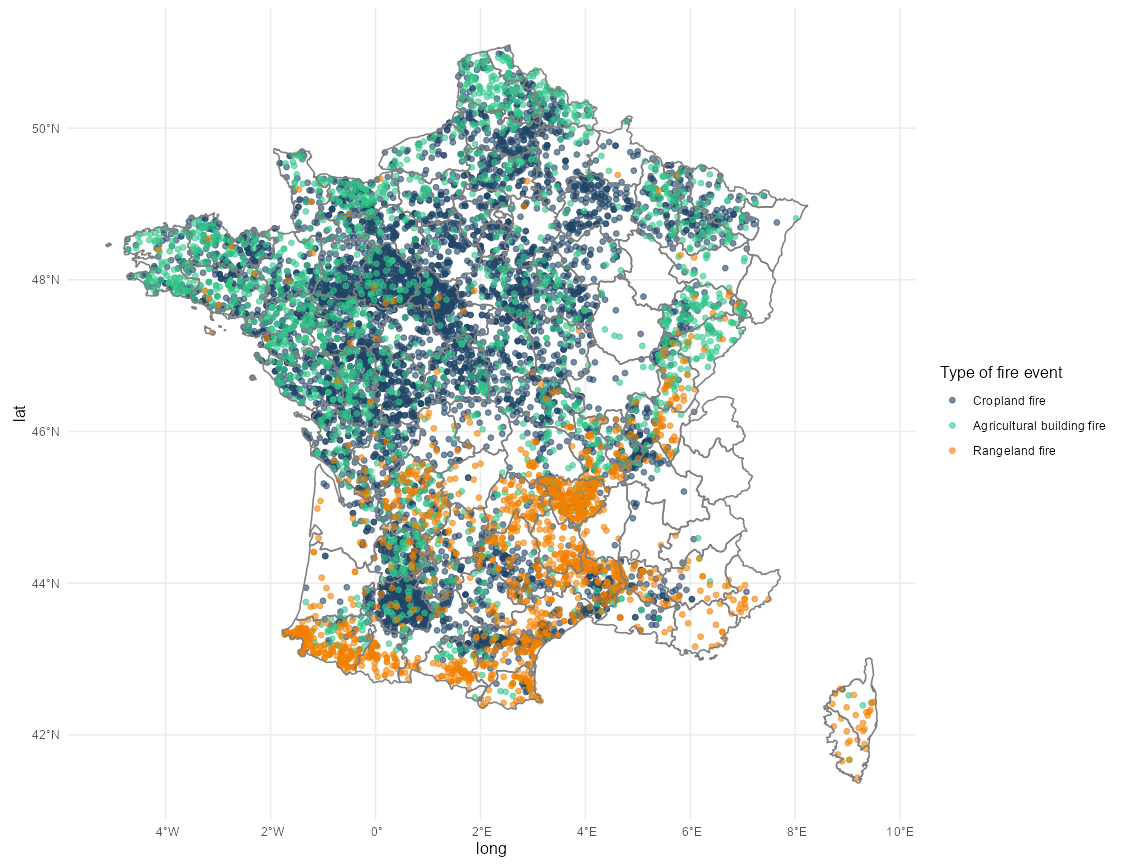 50°N
48°N
46°N
44°N
42°N
lat
4°W
2°W
0°
2°E
4°E
6°E
8°E
10°E
long
Type of fire event
Cropland fire
Agricultural building fire
Rangeland fire